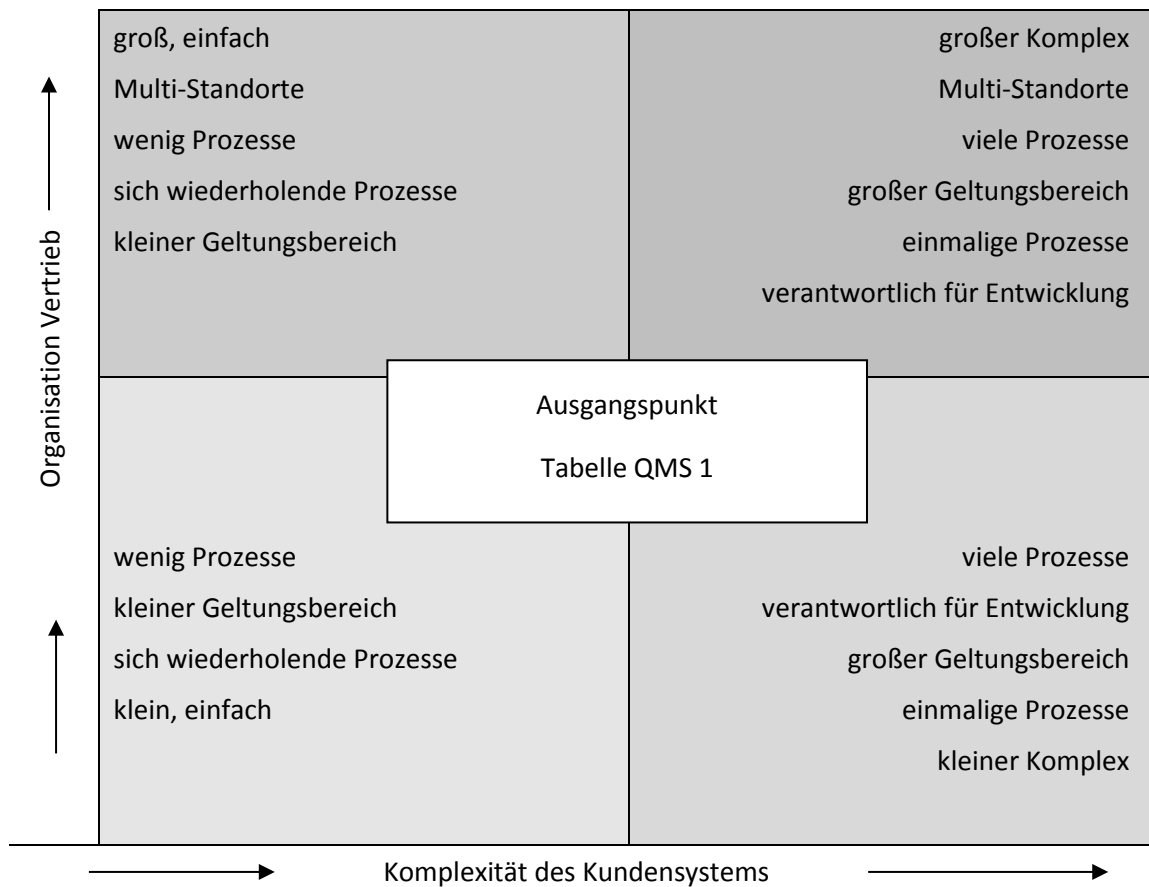 groß, einfach
Multi-Standorte
wenig Prozesse
sich wiederholende Prozesse
kleiner Geltungsbereich
großer Komplex
Multi-Standorte
viele Prozesse
großer Geltungsbereich
einmalige Prozesse
verantwortlich für Entwicklung
Organisation Vertrieb
Ausgangspunkt
Tabelle QMS 1
wenig Prozesse
kleiner Geltungsbereich
sich wiederholende Prozesse
klein, einfach
viele Prozesse
verantwortlich für Entwicklung
großer Geltungsbereich
einmalige Prozesse
kleiner Komplex
Komplexität des Kundensystems